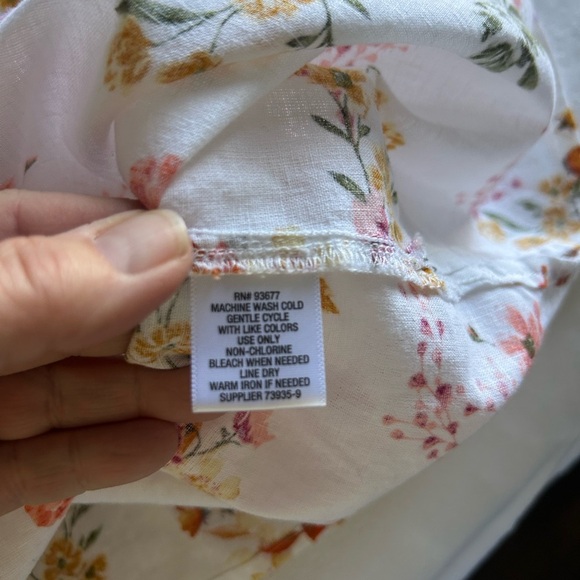 RN# 93677
MACHINE WASH COLD
GENTLE CYCLE
WITH LIKE COLORS
USE ONLY
NON-CHLORINE
BLEACH WHEN NEEDED
LINE DRY
WARM IRON IF NEEDED
SUPPLIER 73935-9